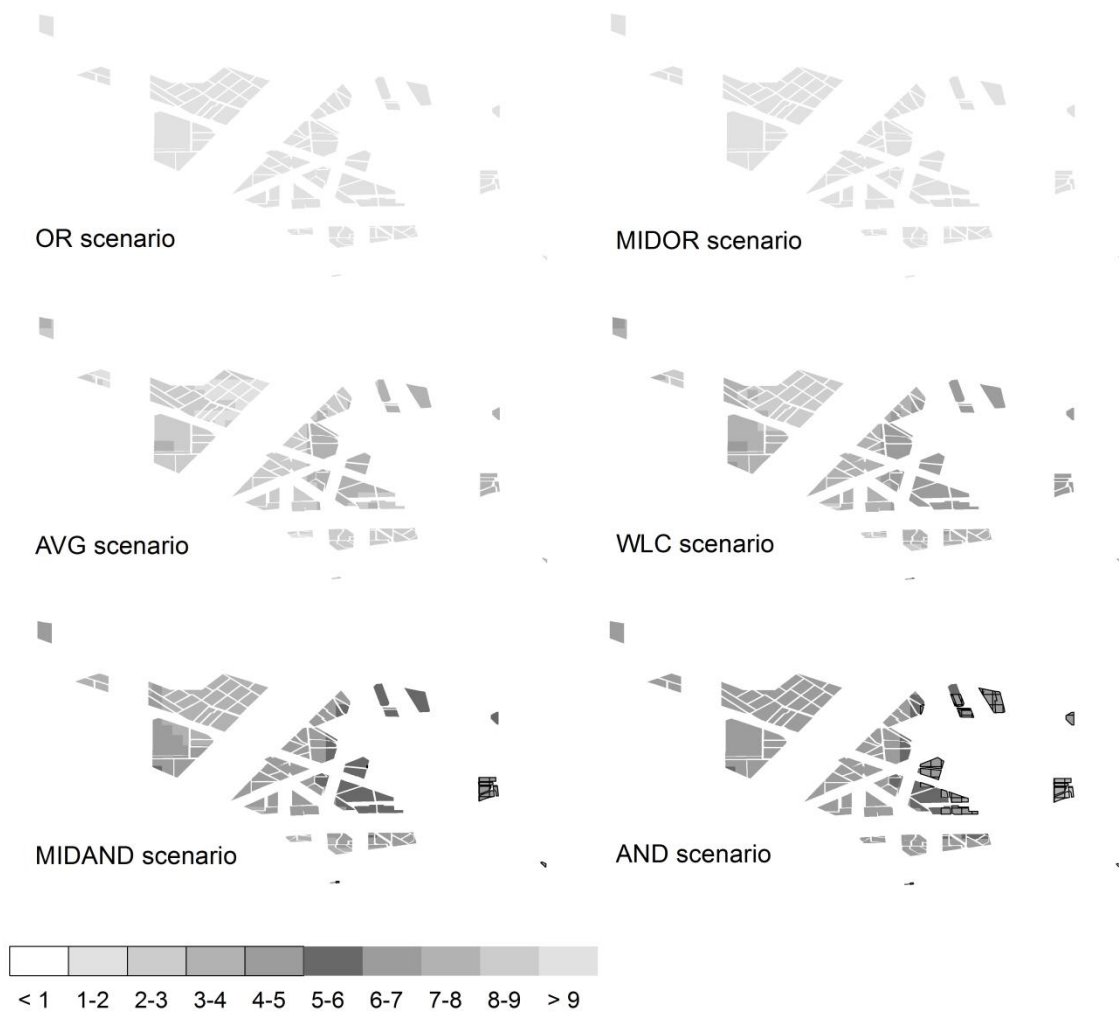 OR scenario
MIDOR scenario
AVG scenario
WLC scenario
MIDAND scenario
AND scenario
< 1 1-2 2-3 3-4 4-5 5-6 6-7 7-8 8-9 > 9